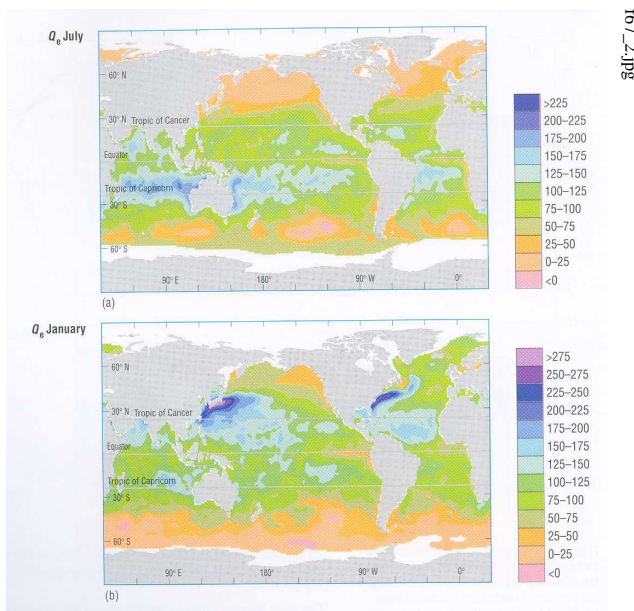 167_2.jpg
Qe July
60° N
30° N
Tropic of Cancer
Equator
Tropic of Capricorn
30° S
60° S
90° E
180°
90° W
0°
>225
200–225
175–200
150–175
125–150
100–125
75–100
50–75
25–50
0–25
<0
(a)
Qe January
60° N
30° N
Tropic of Cancer
Equator
Tropic of Capricorn
30° S
60° S
90° E
180°
90° W
0°
>275
250–275
225–250
200–225
175–200
150–175
125–150
100–125
75–100
50–75
25–50
0–25
<0
(b)